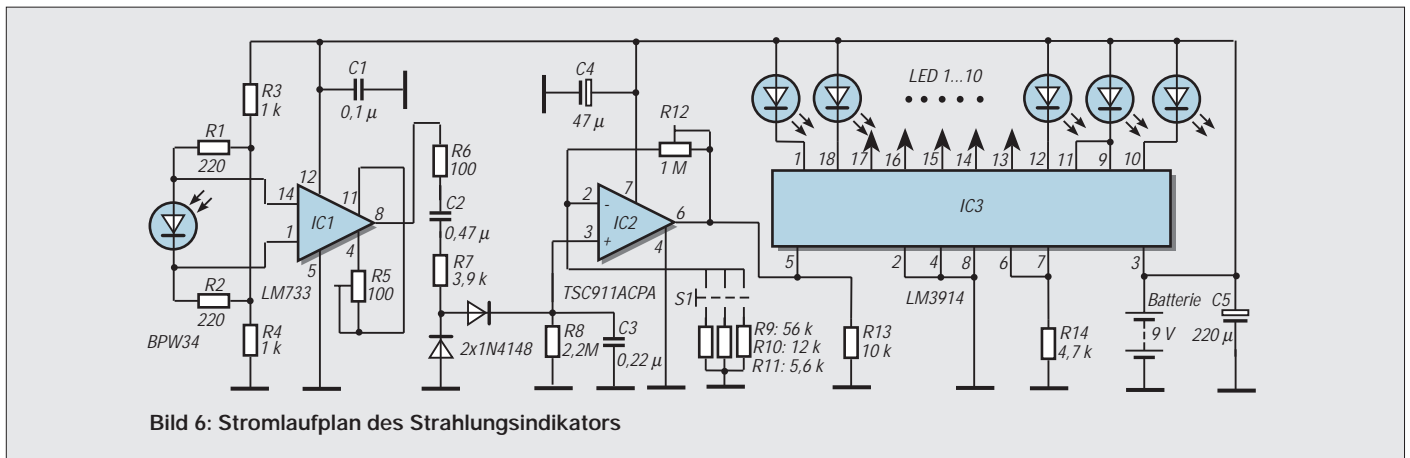 R3
1 k
R1
220
R2
220
BPW34
R4
1 k
C1
0,1 µ
12
14
11
IC1
8
1
4
5
LM733
R5
100
R6
100
C2
0,47 µ
R7
3,9 k
2x1N4148
C4
47 µ
R12
1 M
7
2
-
IC2
6
3
+
4
TSC911ACPA
R8
2,2M
C3
0,22 µ
S1
R9: 56 k
R10: 12 k
R11: 5,6 k
LED 1...10
1
18
17
16
15
14
13
12
11
9
10
IC3
5
2
4
8
6
7
3
LM3914
R13
10 k
R14
4,7 k
Batterie
9 V
C5
220 µ
Bild 6: Stromlaufplan des Strahlungsindikators